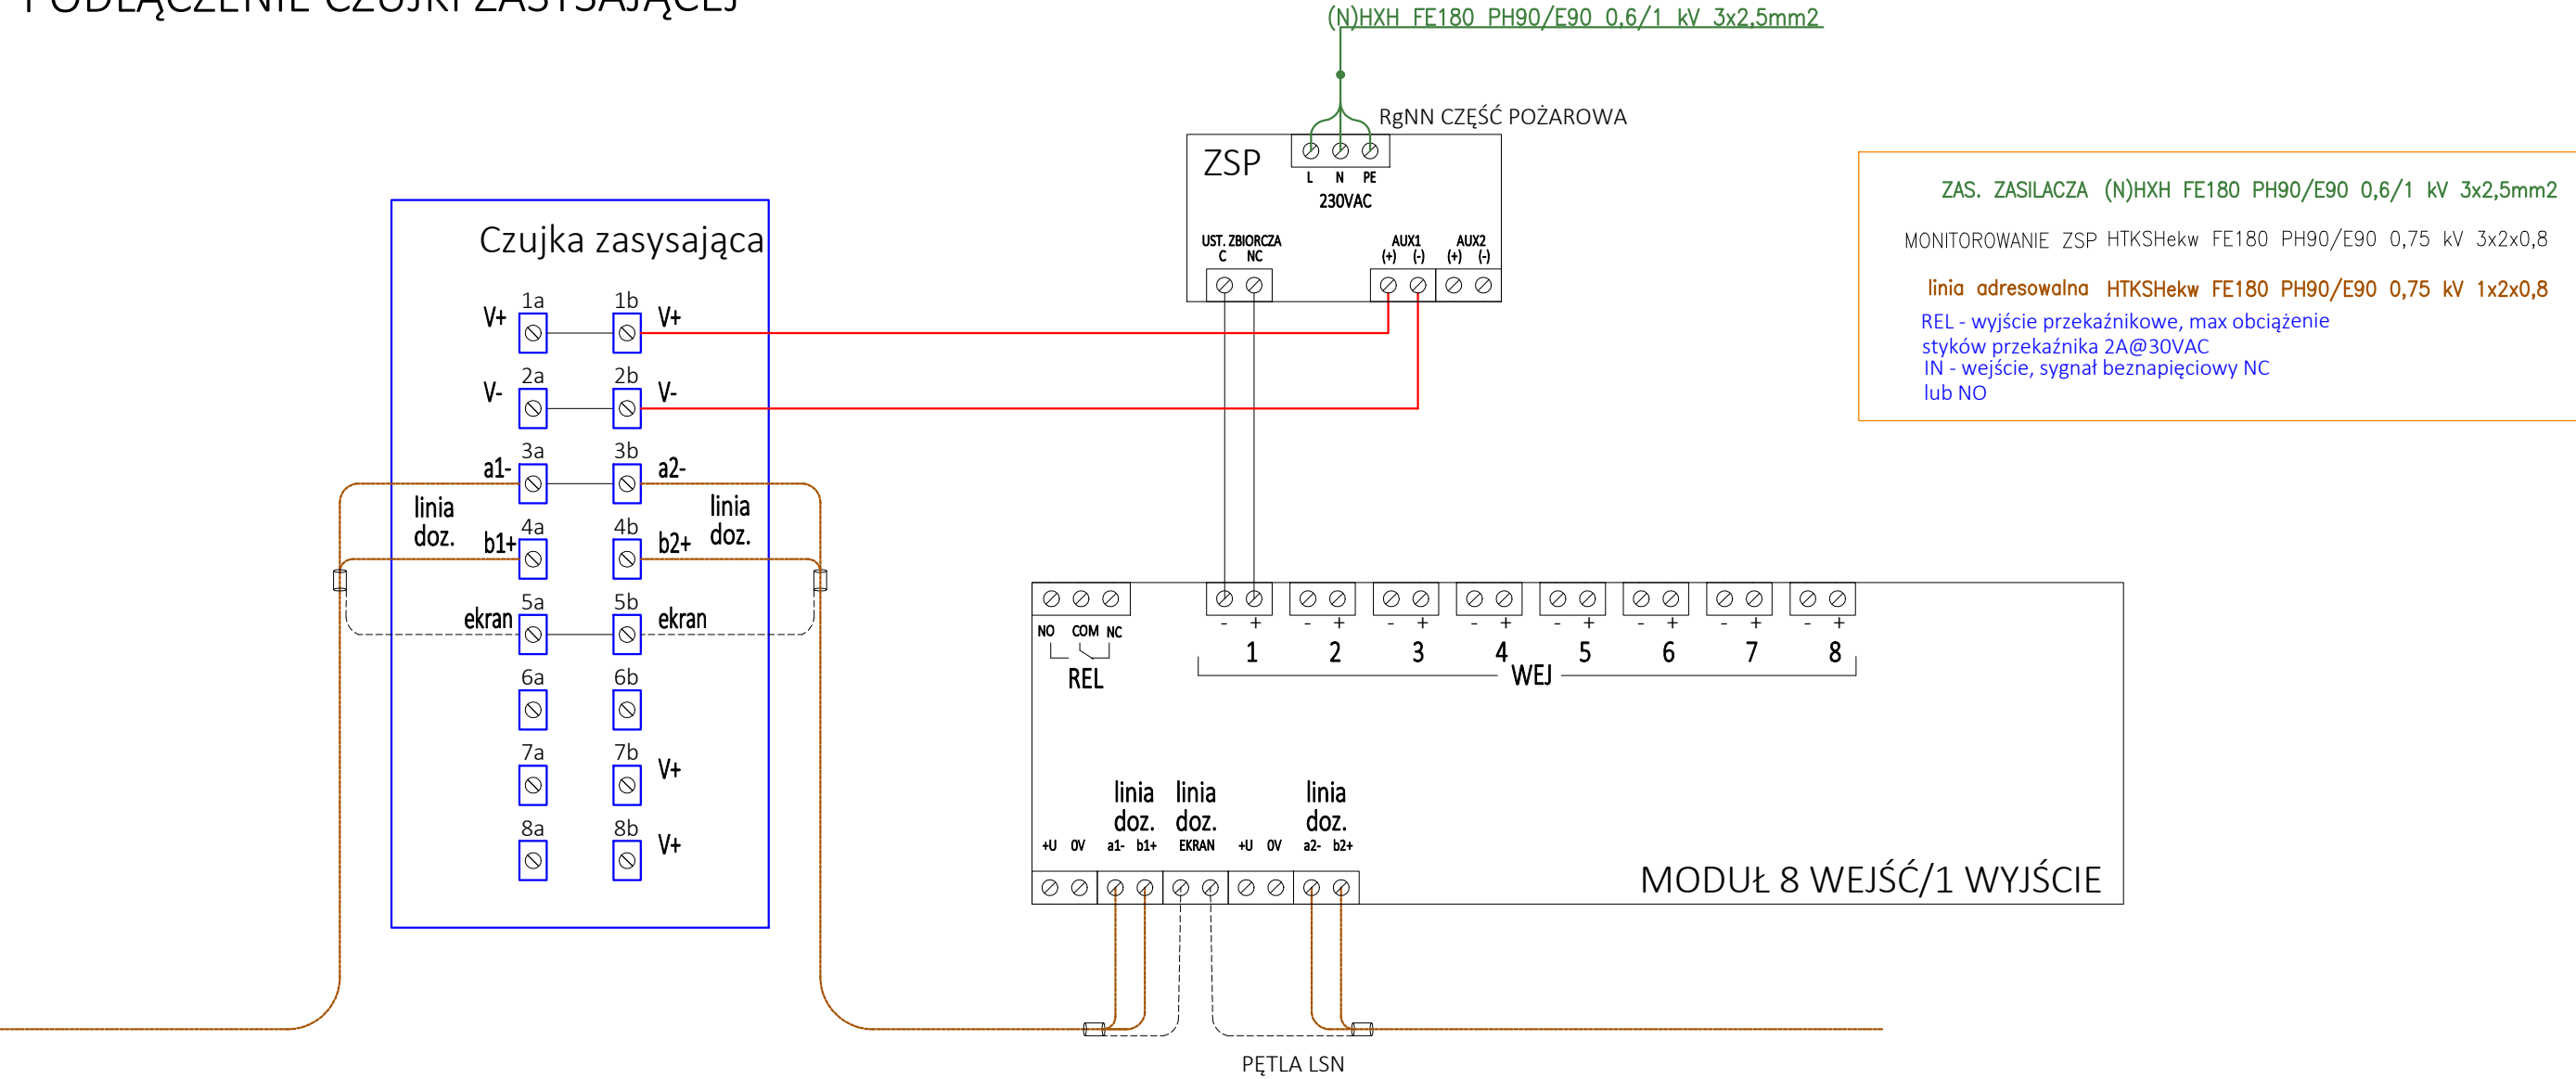 PODŁĄCZENIE CZUJKI ZASYSAJĄCEJ
(N)HXH FE180 PH90/E90 0,6/1 kV 3x2,5mm2
RgNN CZĘŚĆ POŻAROWA
ZSP
L N PE
230VAC
UST. ZBIORCZA
C NC
AUX1
(+) (-)
AUX2
(+) (-)
ZAS. ZASILACZA (N)HXH FE180 PH90/E90 0,6/1 kV 3x2,5mm2
MONITOROWANIE ZSP HTKSHekw FE180 PH90/E90 0,75 kV 3x2x0,8
linia adresowalna HTKSHekw FE180 PH90/E90 0,75 kV 1x2x0,8
REL - wyjście przekaźnikowe, max obciążenie
styków przekaźnika 2A@30VAC
IN - wejście, sygnał beznapięciowy NC
lub NO
Czujka zasysająca
1a 1b
V+ V+
2a 2b
V- V-
3a 3b
a1- a2-
linia
doz.
linia
doz.
4a 4b
b1+ b2+
5a 5b
ekran ekran
6a 6b
7a 7b
V+
8a 8b
V+
NO COM NC
REL
- + - + - + - + - + - + - + - +
1 2 3 4 5 6 7 8
WEJ
linia
doz.
linia
doz.
linia
doz.
+U 0V a1- b1+ EKRAN +U 0V a2- b2+
MODUŁ 8 WEJŚĆ/1 WYJŚCIE
PĘTLA LSN